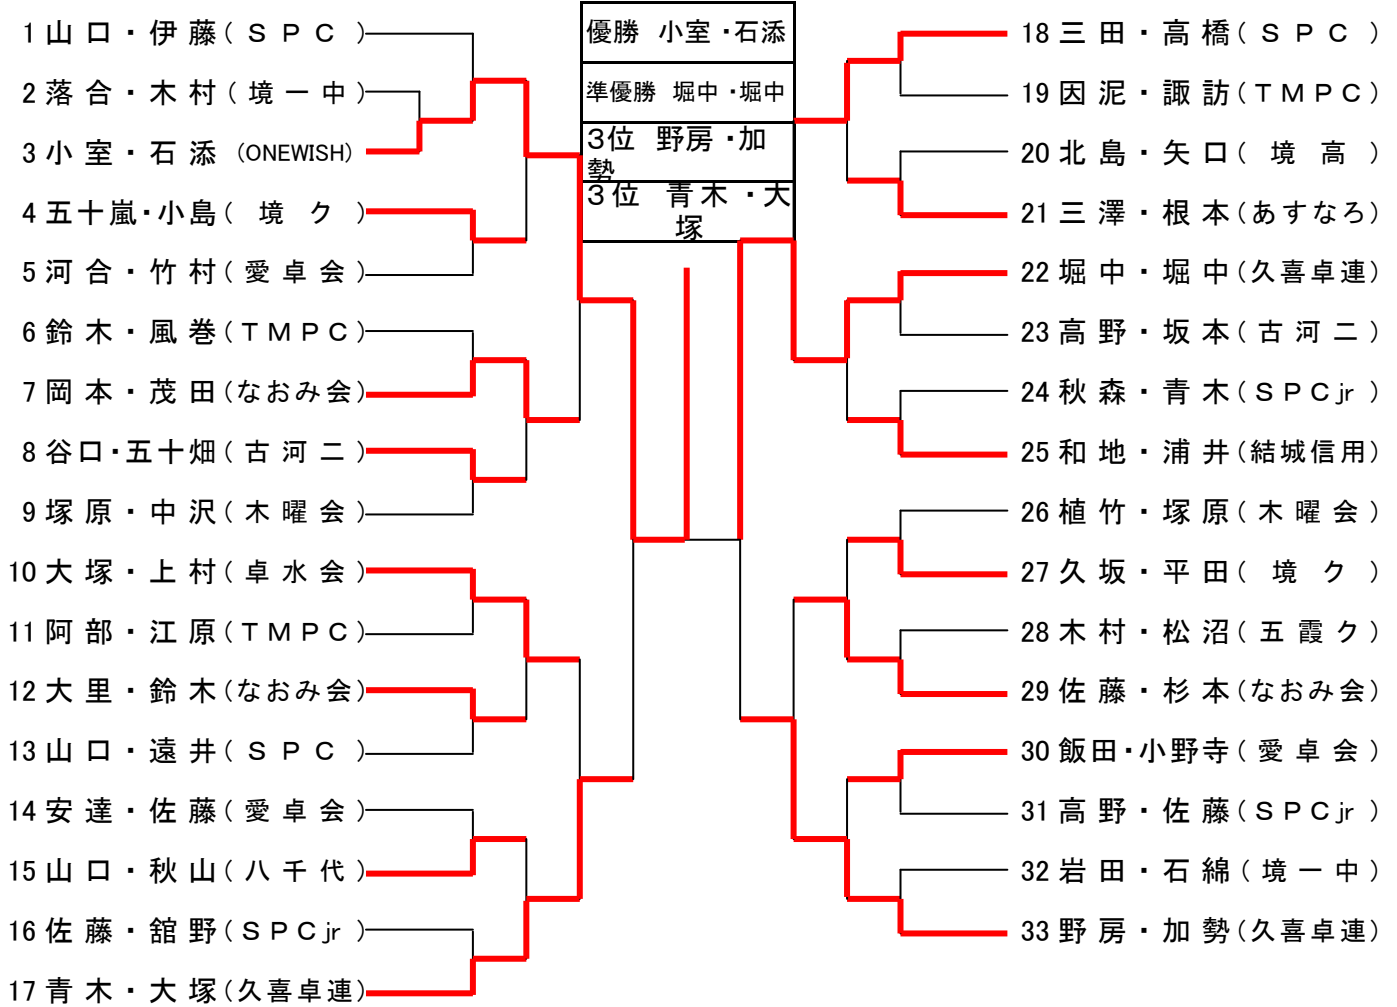 1 山口・伊藤(ＳＰＣ)
2 落合・木村(境一中)
3 小室・石添(ONEWISH)
4 五十嵐・小島(境ク)
5 河合・竹村(愛卓会)
6 鈴木・風巻(ＴＭＰＣ)
7 岡本・茂田(なおみ会)
8 谷口・五十畑(古河二)
9 塚原・中沢(木曜会)
10 大塚・上村(卓水会)
11 阿部・江原(ＴＭＰＣ)
12 大里・鈴木(なおみ会)
13 山口・遠井(ＳＰＣ)
14 安達・佐藤(愛卓会)
15 山口・秋山(八千代)
16 佐藤・舘野(ＳＰＣjr)
17 青木・大塚(久喜卓連)
優勝 小室・石添
準優勝 堀中・堀中
3位 野房・加
勢
3位 青木・大
塚
18 三田・高橋(ＳＰＣ)
19 因泥・諏訪(ＴＭＰＣ)
20 北島・矢口(境高)
21 三澤・根本(あすなろ)
22 堀中・堀中(久喜卓連)
23 高野・坂本(古河二)
24 秋森・青木(ＳＰＣjr)
25 和地・浦井(結城信用)
26 植竹・塚原(木曜会)
27 久坂・平田(境ク)
28 木村・松沼(五霞ク)
29 佐藤・杉本(なおみ会)
30 飯田・小野寺(愛卓会)
31 高野・佐藤(ＳＰＣjr)
32 岩田・石綿(境一中)
33 野房・加勢(久喜卓連)